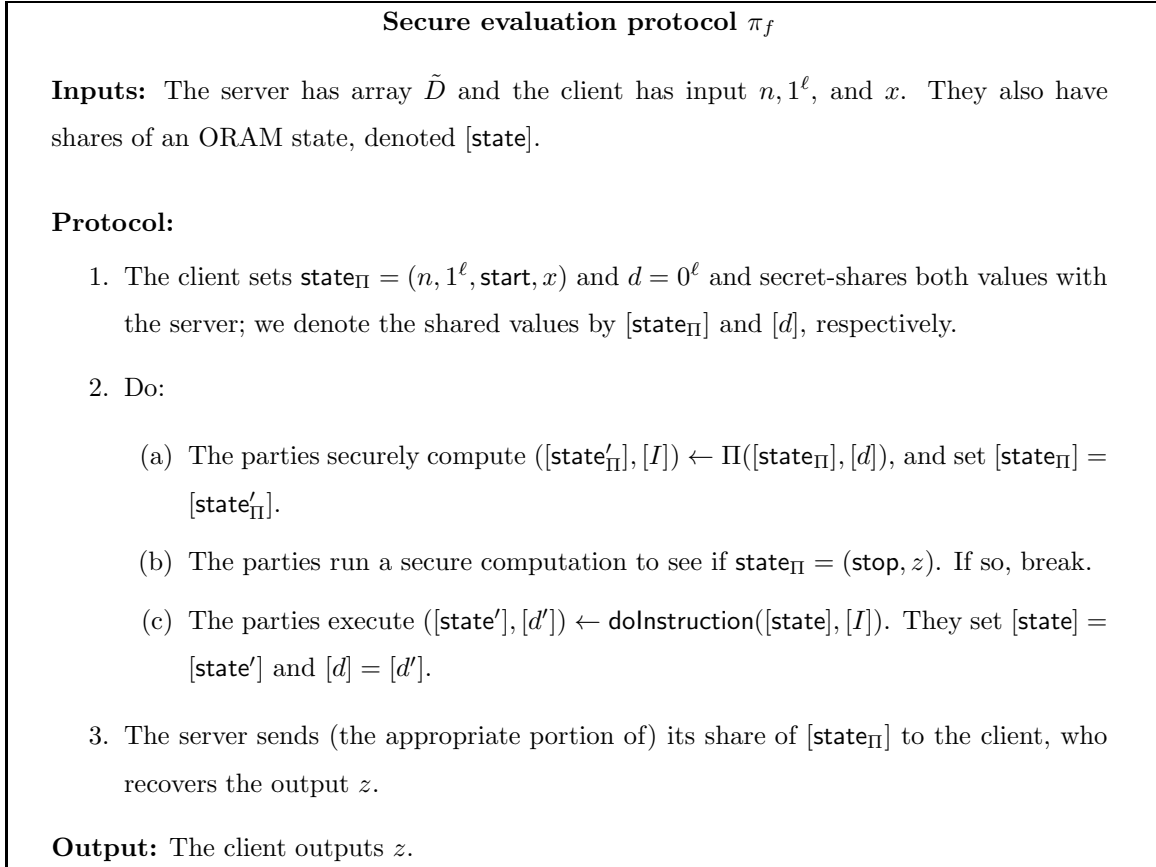 Secure evaluation protocol π_f
Inputs: The server has array D̃ and the client has input n, 1^ℓ, and x. They also have
shares of an ORAM state, denoted [state].
Protocol:
1. The client sets state_Π = (n, 1^ℓ, start, x) and d = 0^ℓ and secret-shares both values with
the server; we denote the shared values by [state_Π] and [d], respectively.
2. Do:
(a) The parties securely compute ([state′_Π], [I]) ← Π([state_Π], [d]), and set [state_Π] =
[state′_Π].
(b) The parties run a secure computation to see if state_Π = (stop, z). If so, break.
(c) The parties execute ([state′], [d′]) ← doInstruction([state], [I]). They set [state] =
[state′] and [d] = [d′].
3. The server sends (the appropriate portion of) its share of [state_Π] to the client, who
recovers the output z.
Output: The client outputs z.